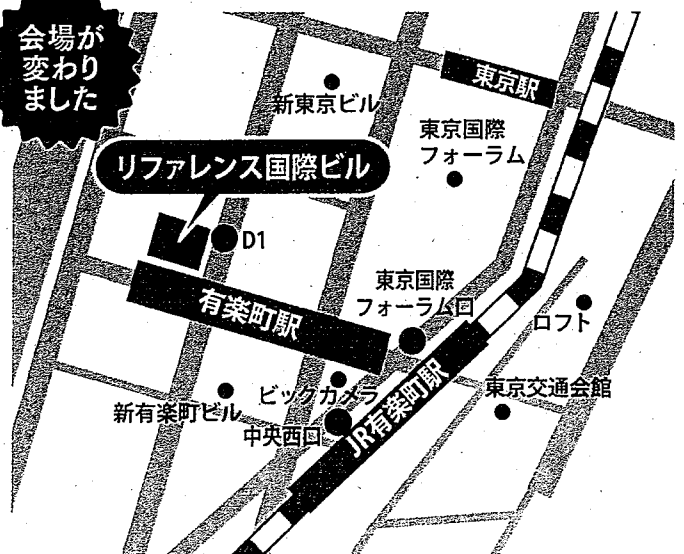 会場が
変わり
ました
東京駅
新東京ビル
東京国際
フォーラム
リファレンス国際ビル
D1
東京国際
フォーラム口
有楽町駅
ロフト
ビックカメラ
JR有楽町駅
東京交通会館
新有楽町ビル
中央西口